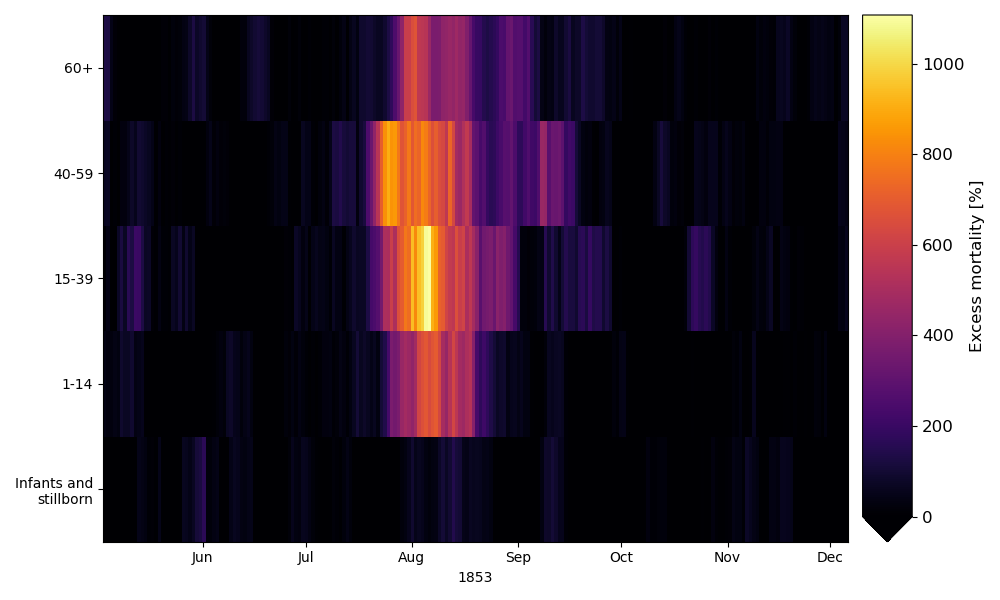 60+
40-59
15-39
1-14
Infants and
stillborn
Jun Jul Aug Sep Oct Nov Dec
1853
1000
800
600
400
200
0
Excess mortality [%]